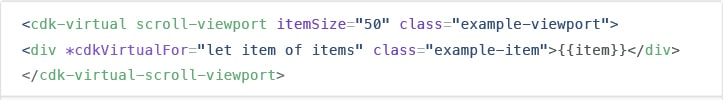 <cdk-virtual scroll-viewport itemSize="50" class="example-viewport">
<div *cdkVirtualFor="let item of items" class="example-item">{{item}}</div>
</cdk-virtual-scroll-viewport>